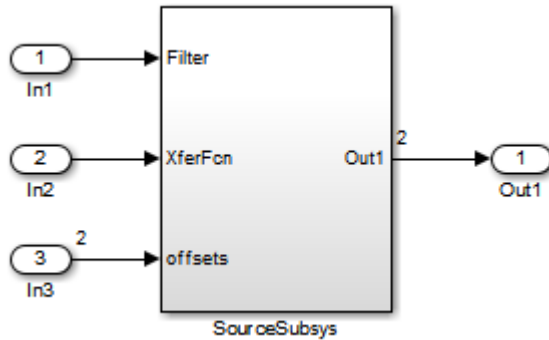 1
In1
Filter
2
In2
XferFcn
Out1
2
1
Out1
2
3
In3
offsets
SourceSubsys